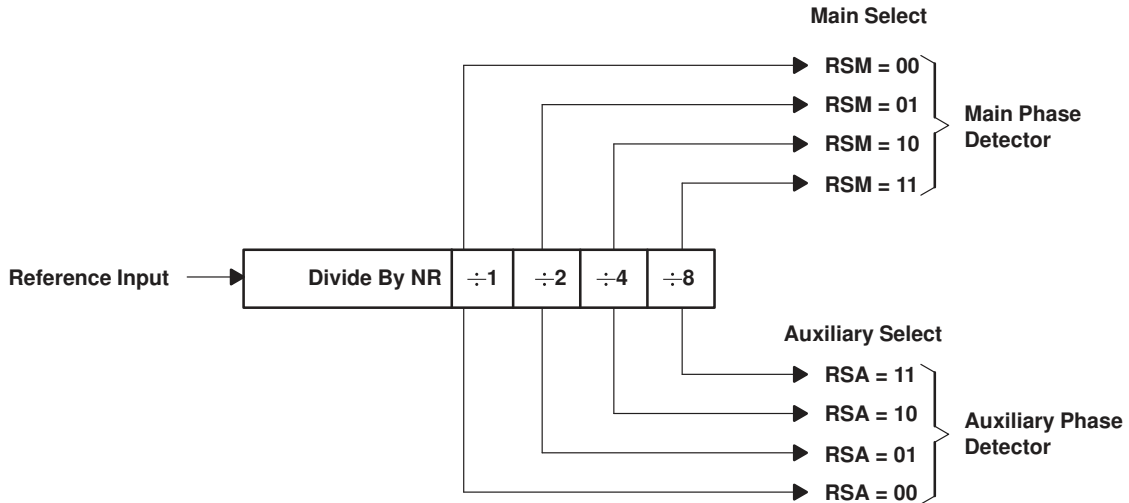 Main Select
RSM = 00
RSM = 01
RSM = 10
RSM = 11
Main Phase
Detector
Reference Input
Divide By NR
÷1
÷2
÷4
÷8
Auxiliary Select
RSA = 11
RSA = 10
RSA = 01
RSA = 00
Auxiliary Phase
Detector